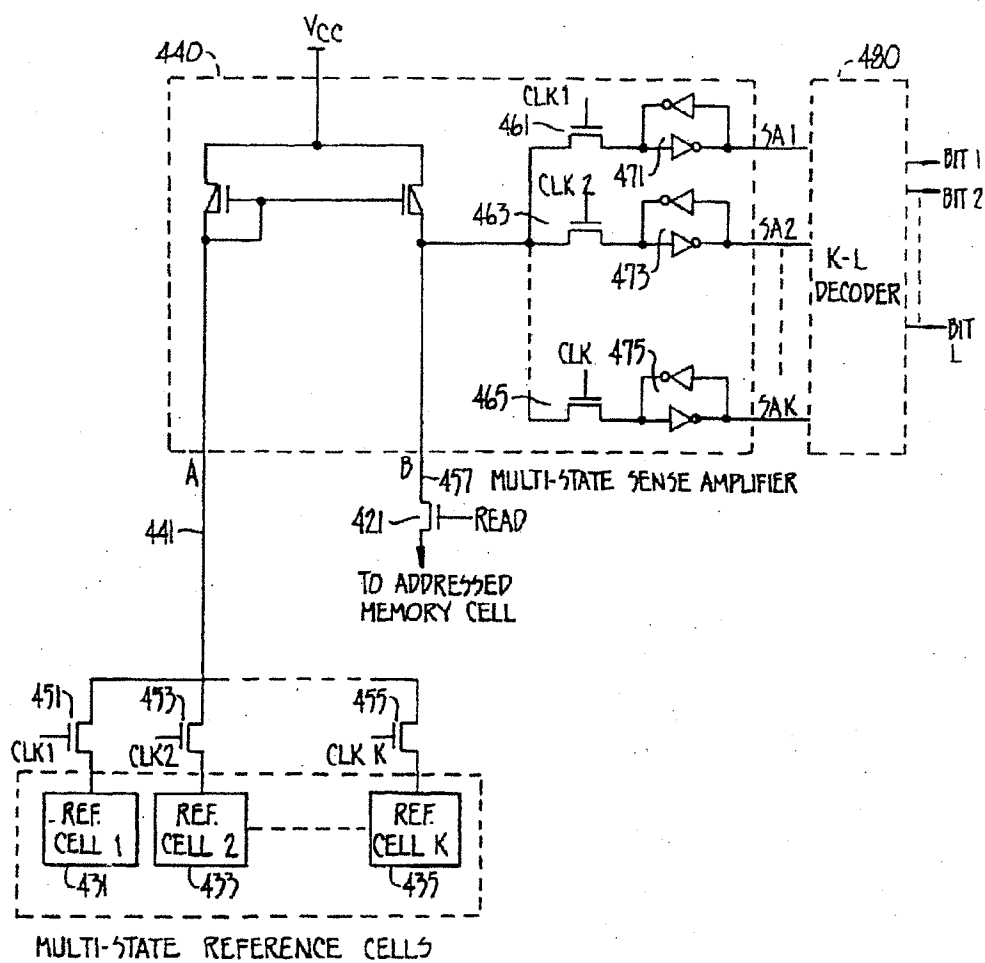 VCC
440
480
CLK 1
461
471
SA1
BIT 1
CLK 2
463
473
SA2
BIT 2
K-L
DECODER
BIT
L
CLK
475
465
SAK
A
B
457
MULTI-STATE SENSE AMPLIFIER
441
421
READ
TO ADDRESSED
MEMORY CELL
451
453
455
CLK1
CLK2
CLK K
REF.
CELL 1
REF.
CELL 2
REF.
CELL K
431
433
435
MULTI-STATE REFERENCE CELLS